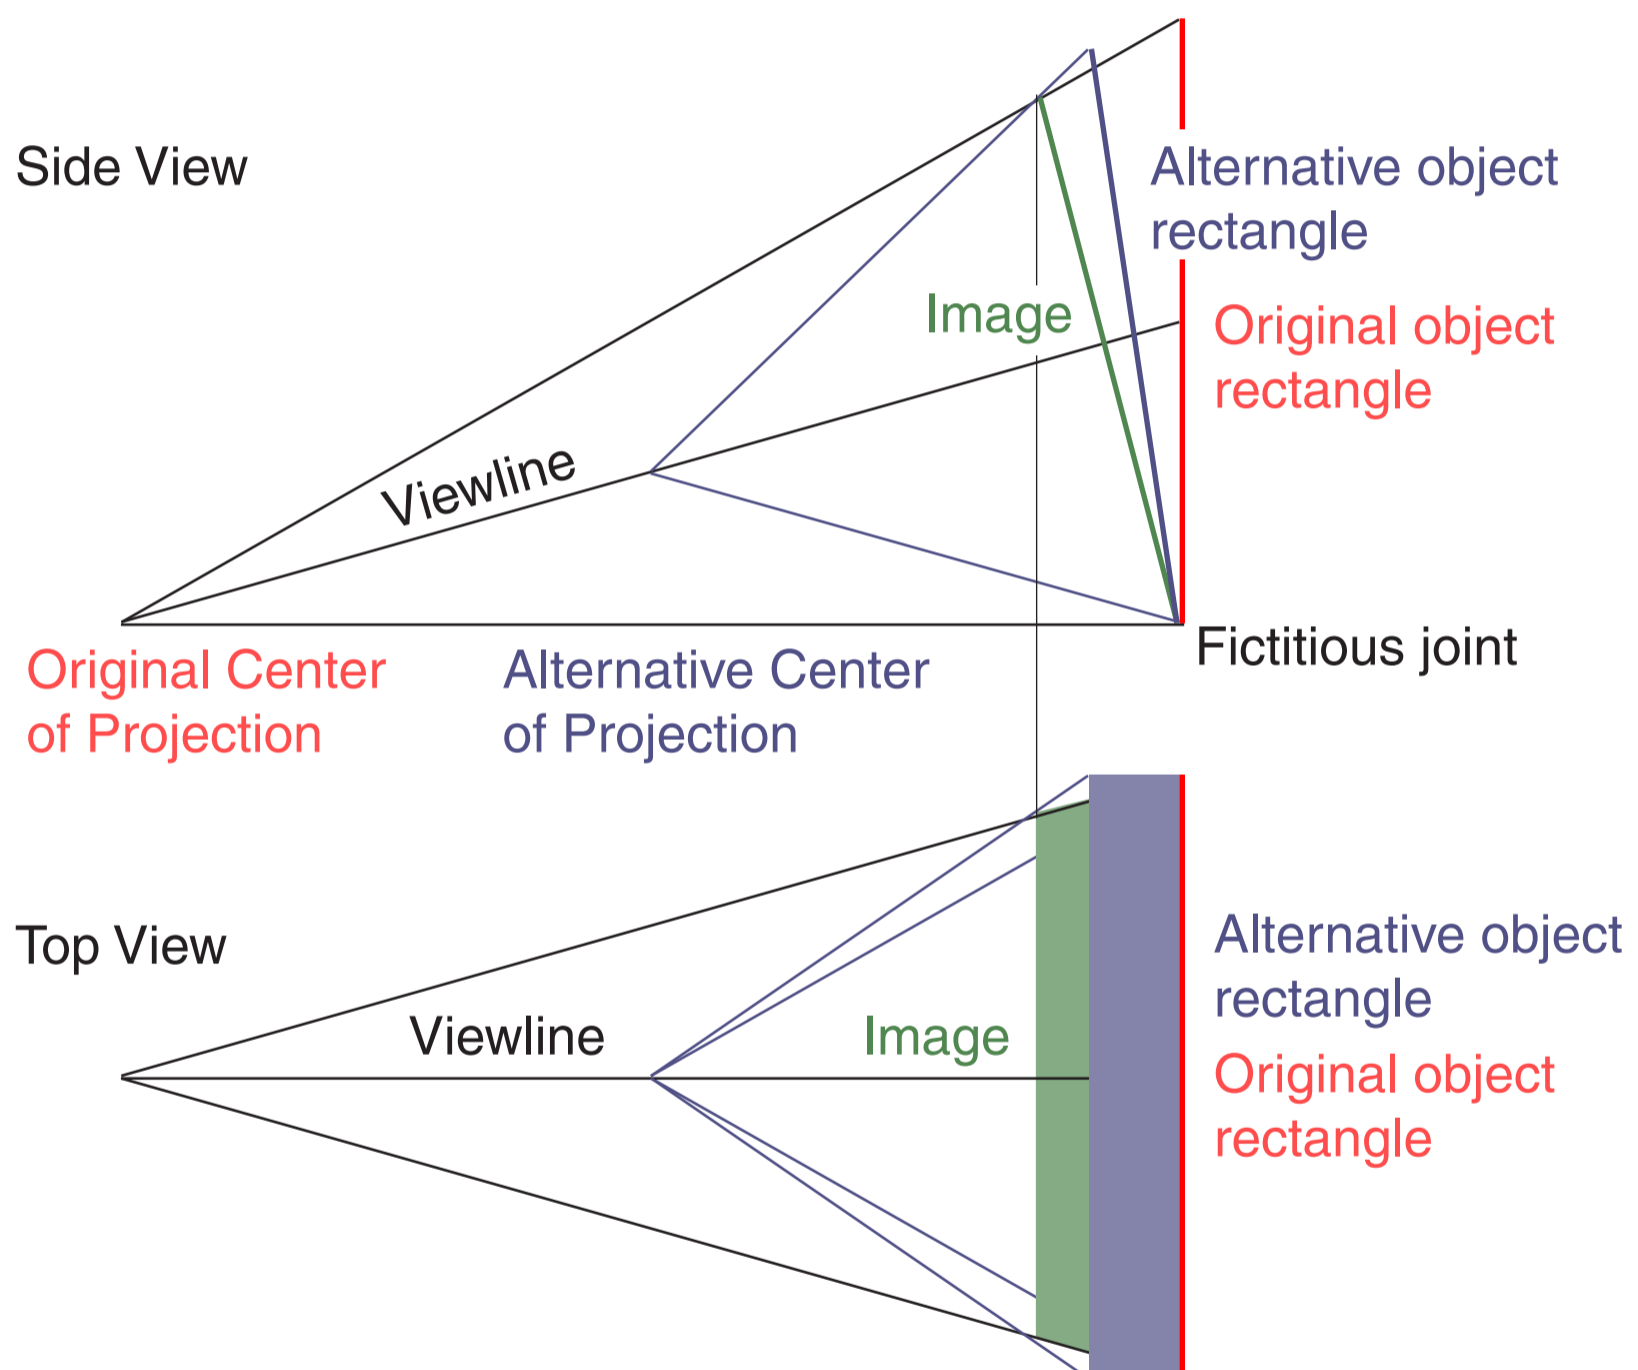 Side View
Alternative object
rectangle
Image
Original object
rectangle
Viewline
Fictitious joint
Original Center
of Projection
Alternative Center
of Projection
Top View
Viewline
Image
Alternative object
rectangle
Original object
rectangle